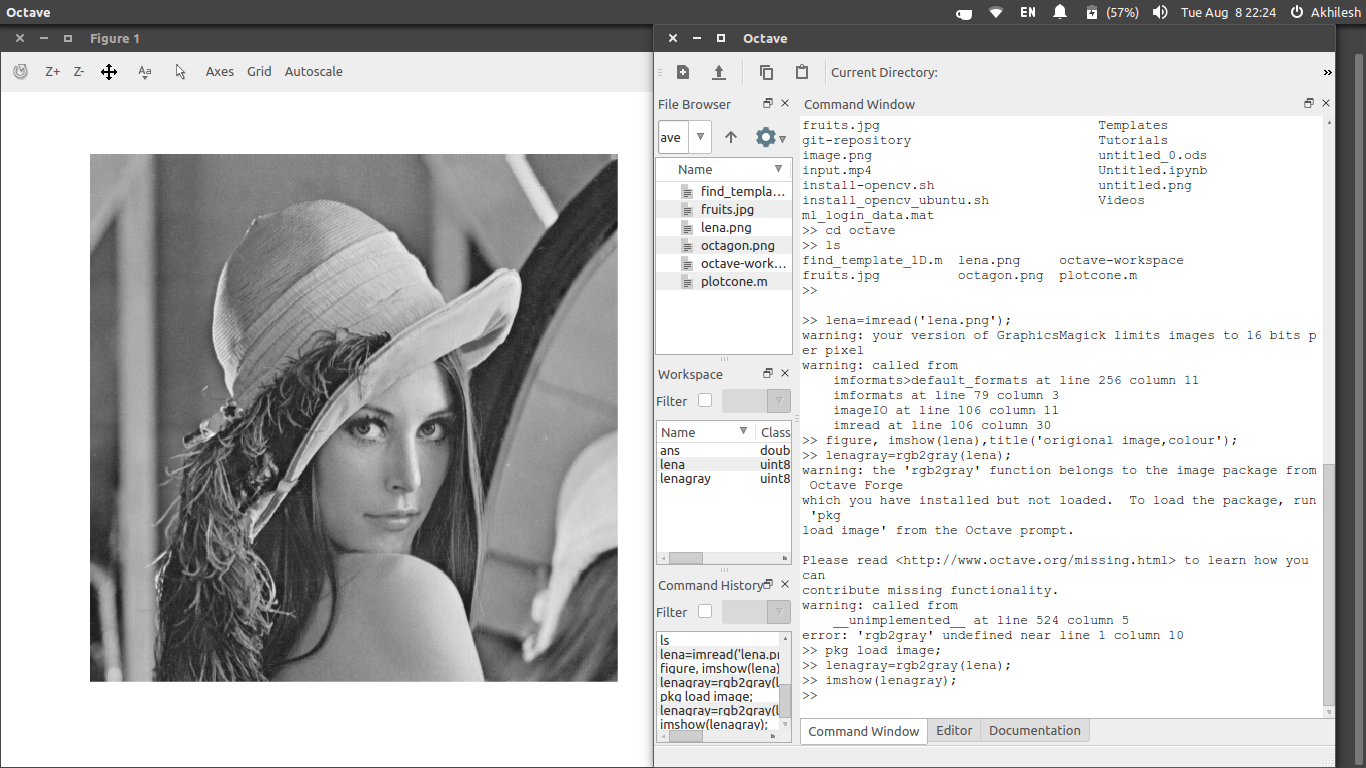 Octave
EN
(57%)
Tue Aug 8 22:24
Akhilesh
Figure 1
Z+ Z- Aa Axes Grid Autoscale
Octave
Current Directory:
»
File Browser
ave
Name
find_templa...
fruits.jpg
lena.png
octagon.png
octave-work...
plotcone.m
Workspace
Filter
Name Class
ans doub
lena uint8
lenagray uint8
Command History
Filter
ls
lena=imread('lena.pr
figure, imshow(lena)
lenagray=rgb2gray(l
pkg load image;
lenagray=rgb2gray(l
imshow(lenagray);
Command Window
fruits.jpg Templates
git-repository Tutorials
image.png untitled_0.ods
input.mp4 Untitled.ipynb
install-opencv.sh untitled.png
install_opencv_ubuntu.sh Videos
ml_login_data.mat
>> cd octave
>> ls
find_template_1D.m lena.png octave-workspace
fruits.jpg octagon.png plotcone.m
>>
>> lena=imread('lena.png');
warning: your version of GraphicsMagick limits images to 16 bits p
er pixel
warning: called from
imformats>default_formats at line 256 column 11
imformats at line 79 column 3
imageIO at line 106 column 11
imread at line 106 column 30
>> figure, imshow(lena),title('origional image,colour');
>> lenagray=rgb2gray(lena);
warning: the 'rgb2gray' function belongs to the image package from
Octave Forge
which you have installed but not loaded. To load the package, run
'pkg
load image' from the Octave prompt.
Please read <http://www.octave.org/missing.html> to learn how you
can
contribute missing functionality.
warning: called from
__unimplemented__ at line 524 column 5
error: 'rgb2gray' undefined near line 1 column 10
>> pkg load image;
>> lenagray=rgb2gray(lena);
>> imshow(lenagray);
>>
Command Window Editor Documentation